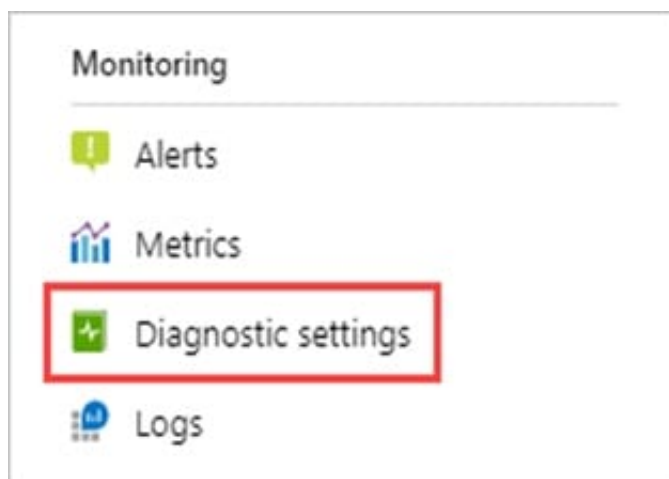 Monitoring
Alerts
Metrics
Diagnostic settings
Logs